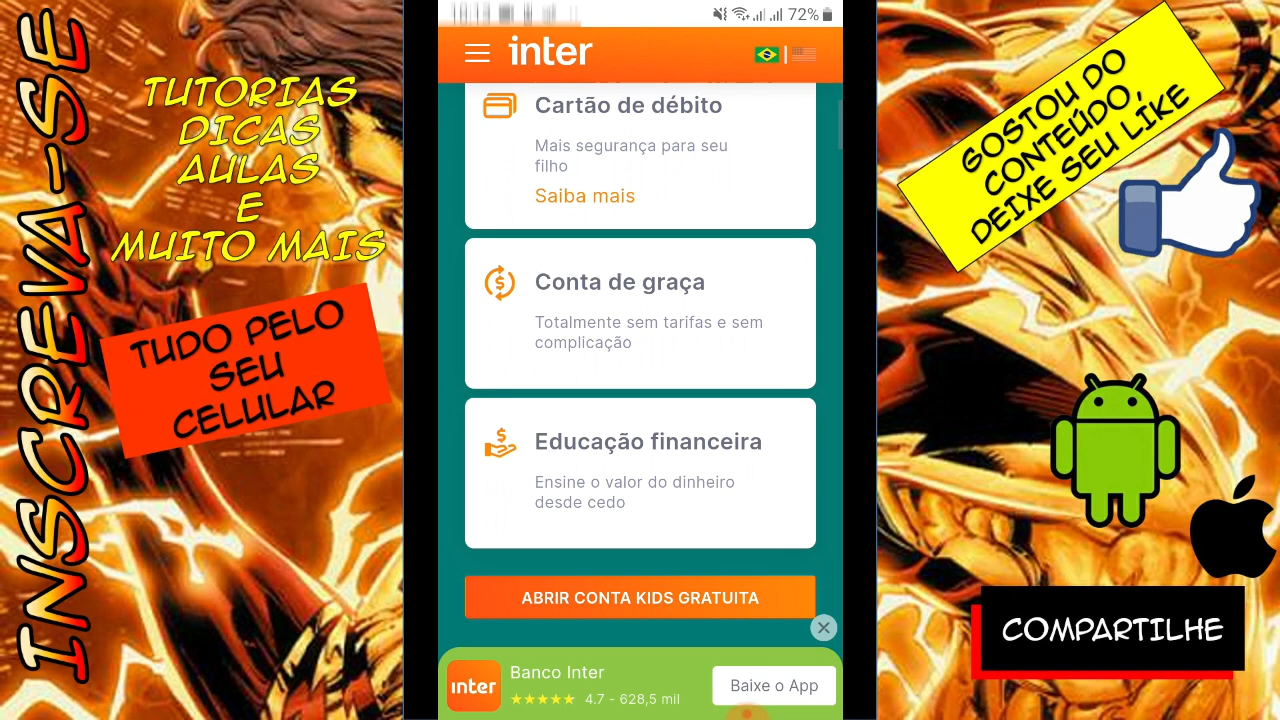 INSCREVA-SE
TUTORIAS
DICAS
AULAS
E
MUITO MAIS
TUDO PELO
SEU
CELULAR
72%
inter
Cartão de débito
Mais segurança para seu
filho
Saiba mais
Conta de graça
Totalmente sem tarifas e sem
complicação
Educação financeira
Ensine o valor do dinheiro
desde cedo
ABRIR CONTA KIDS GRATUITA
inter
Banco Inter
4.7 - 628,5 mil
Baixe o App
GOSTOU DO
CONTEÚDO,
DEIXE SEU LIKE
COMPARTILHE